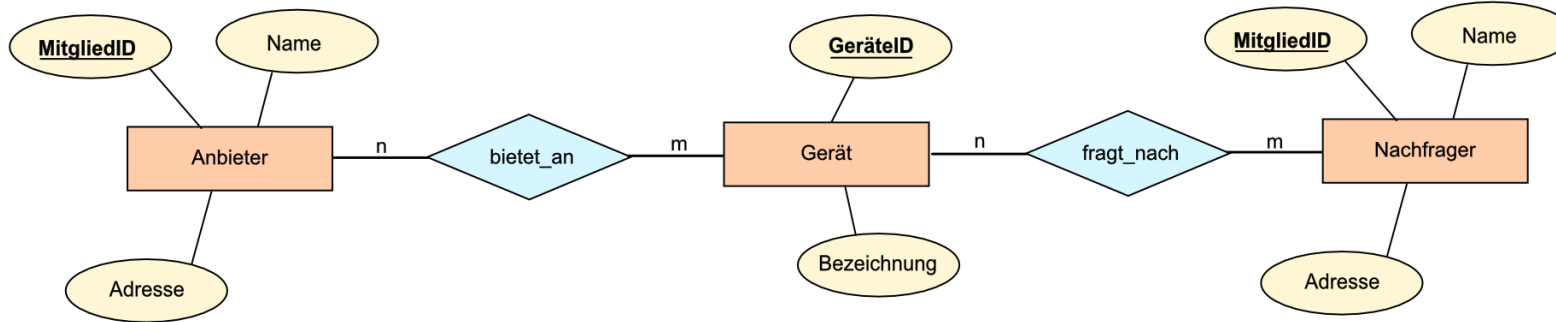 MitgliedID
Name
GeräteID
MitgliedID
Name
Anbieter
n
bietet_an
m
Gerät
n
fragt_nach
m
Nachfrager
Adresse
Bezeichnung
Adresse